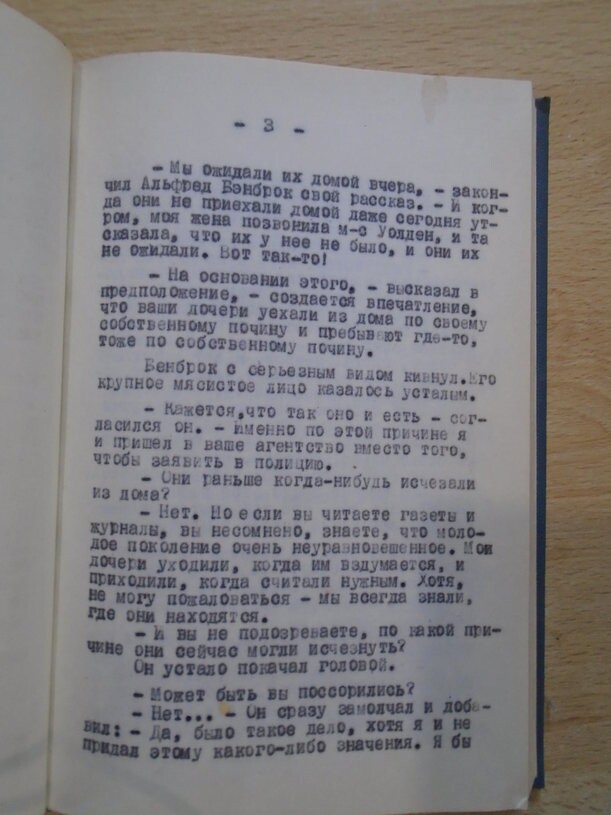 - 3 -
- Мы ожидали их домой вчера, - закон-
чил Альфред Бэнброк свой рассказ. - И ког-
да они не приехали домой даже сегодня ут-
ром, моя жена позвонила м-с Уолден, и та
сказала, что их у нее не было, и они их
не ожидали. Вот так-то!
- На основании этого, - высказал я
предположение, - создается впечатление,
что ваши дочери уехали из дома по своему
собственному почину и пребывают где-то,
тоже по собственному почину.
Бенброк с серьезным видом кивнул.Его
крупное мясистое лицо казалось усталым.
- Кажется,что так оно и есть - сог-
ласился он. - Именно по этой причине я
и пришел в ваше агентство вместо того,
чтобы заявить в полицию.
- Они раньше когда-нибудь исчезали
из дома?
- Нет. Но если вы читаете газеты и
журналы, вы несомнено, знаете, что моло-
дое поколение очень неуравновешенное. Мои
дочери уходили, когда им вздумается, и
приходили, когда считали нужным. Хотя,
не могу пожаловаться - мы всегда знали,
где они находятся.
- И вы не подозреваете, по какой при-
чине они сейчас могли исчезнуть?
Он устало покачал головой.
- Может быть вы поссорились?
- Нет... - Он сразу замолчал и доба-
вил: - Да, было такое дело, хотя я и не
придал этому какого-либо значения. Я бы